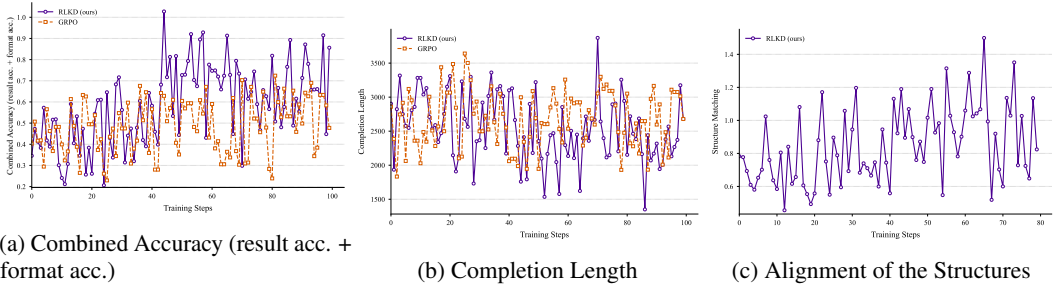 RLKD (ours)
GRPO
Combined Accuracy (result acc. + format acc.)
1.0
0.9
0.8
0.7
0.6
0.5
0.4
0.3
0.2
0 20 40 60 80 100
Training Steps
(a) Combined Accuracy (result acc. +
format acc.)
RLKD (ours)
GRPO
Completion Length
3500
3000
2500
2000
1500
0 20 40 60 80 100
Training Steps
(b) Completion Length
RLKD (ours)
Structure Matching
1.4
1.2
1.0
0.8
0.6
0 10 20 30 40 50 60 70 80
Training Steps
(c) Alignment of the Structures